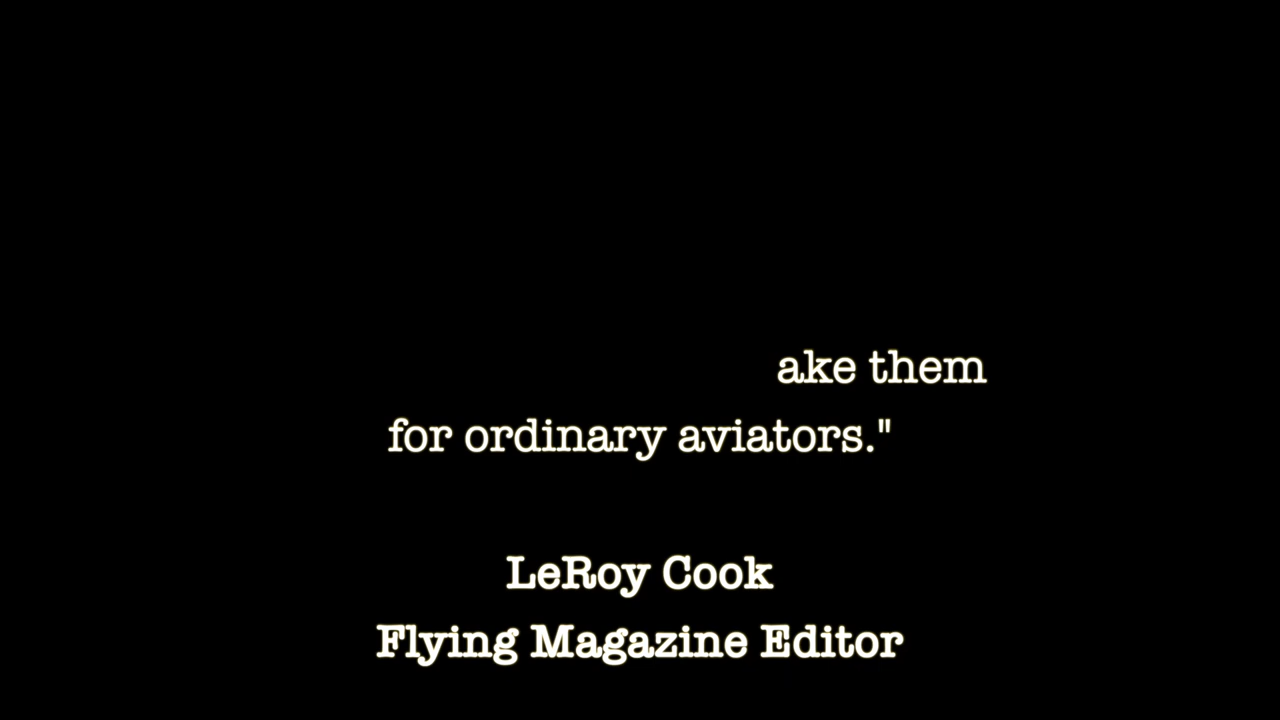 ake them
for ordinary aviators."
LeRoy Cook
Flying Magazine Editor